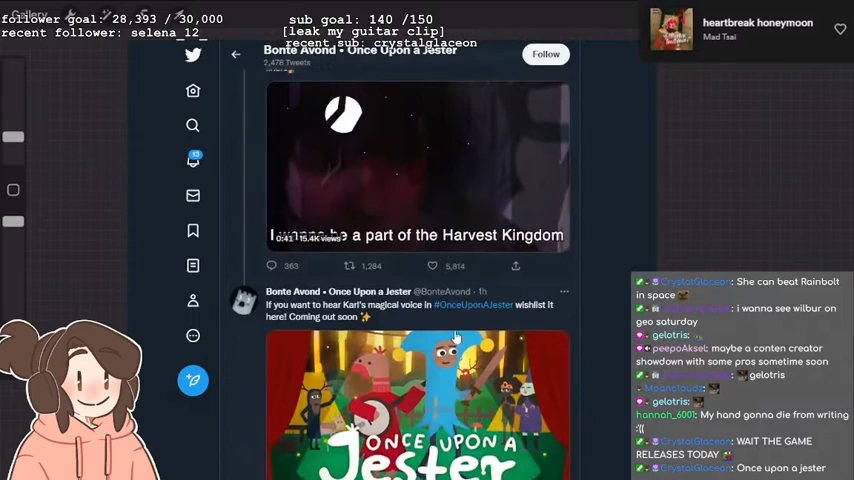 Gallery
follower goal: 28,393 / 30,000
recent follower: selena_12_
sub goal: 140 /150
[leak my guitar clip]
recent sub: crystalglaceon
heartbreak honeymoon
Mad Tsai
Bonte Avond • Once Upon a Jester
2,478 Tweets
Follow
13
I wanna be a part of the Harvest Kingdom
0:41 15.4K views
363
1,284
5,814
Bonte Avond • Once Upon a Jester @BonteAvond · 1h
If you want to hear Karl's magical voice in #OnceUponAJester wishlist it
here! Coming out soon
ONCE UPON A
Jester
CrystalGlaceon: She can beat Rainbolt
in space
i wanna see wilbur on
geo saturday
gelotris:
peepoAksel: maybe a conten creator
showdown with some pros sometime soon
gelotris
Moonclaudz:
gelotris:
hannah_6001: My hand gonna die from writing
:((
CrystalGlaceon: WAIT THE GAME
RELEASES TODAY
CrystalGlaceon: Once upon a jester